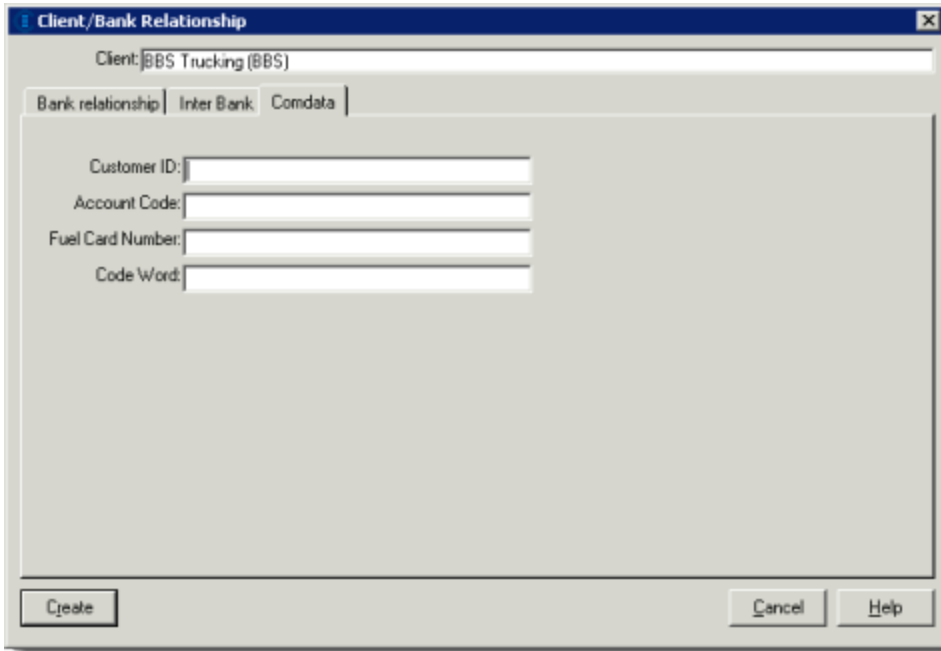 Client/Bank Relationship
Client: BBS Trucking (BBS)
Bank relationship Inter Bank Comdata
Customer ID:
Account Code:
Fuel Card Number:
Code Word:
Create Cancel Help